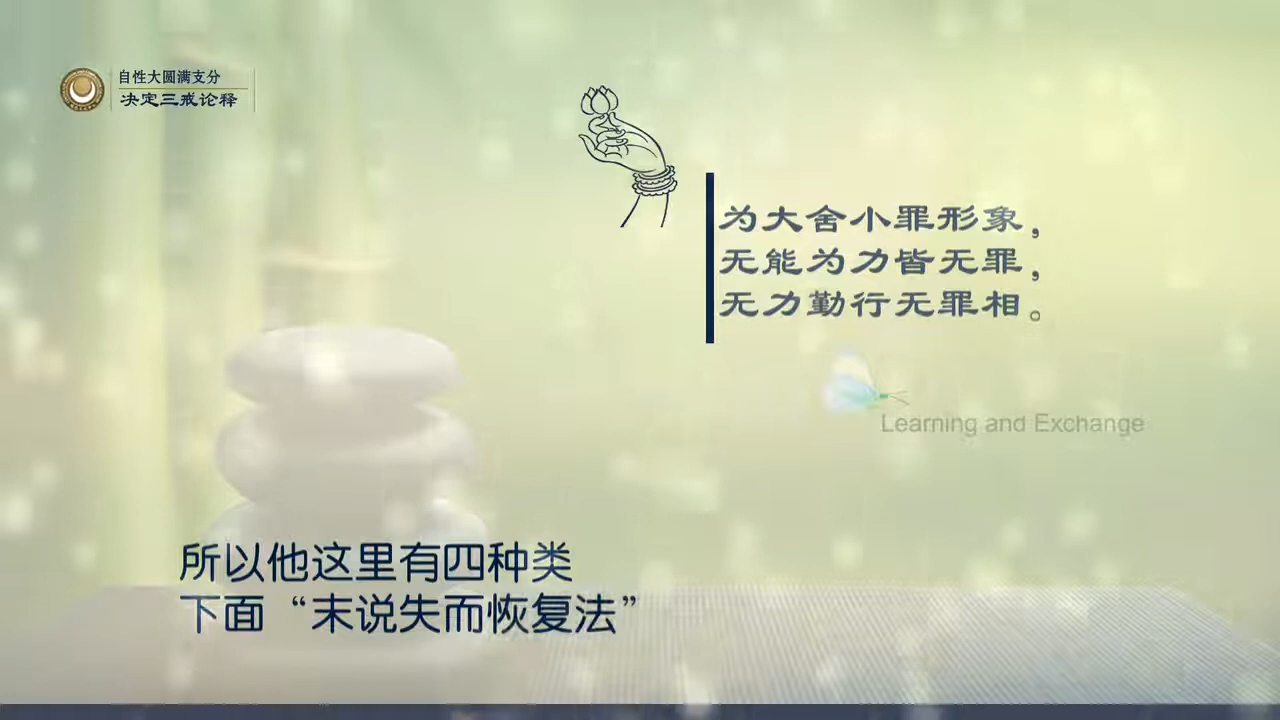 自性大圆满支分
决定三戒论释
为大舍小罪形象，
无能为力皆无罪，
无力勤行无罪相。
Learning and Exchange
所以他这里有四种类
下面“末说失而恢复法”